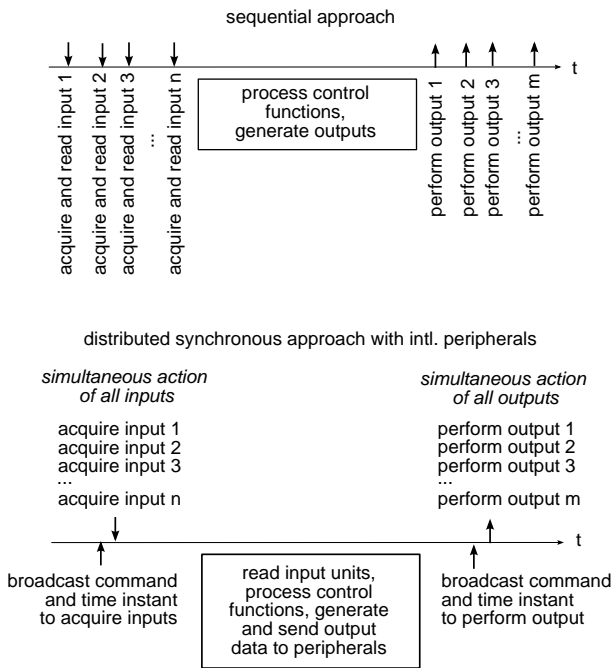 sequential approach
t
acquire and read input 1
acquire and read input 2
acquire and read input 3
...
acquire and read input n
process control
functions,
generate outputs
perform output 1
perform output 2
perform output 3
...
perform output m
distributed synchronous approach with intl. peripherals
simultaneous action
of all inputs
acquire input 1
acquire input 2
acquire input 3
...
acquire input n
simultaneous action
of all outputs
perform output 1
perform output 2
perform output 3
...
perform output m
t
broadcast command
and time instant
to acquire inputs
read input units,
process control
functions, generate
and send output
data to peripherals
broadcast command
and time instant
to perform output